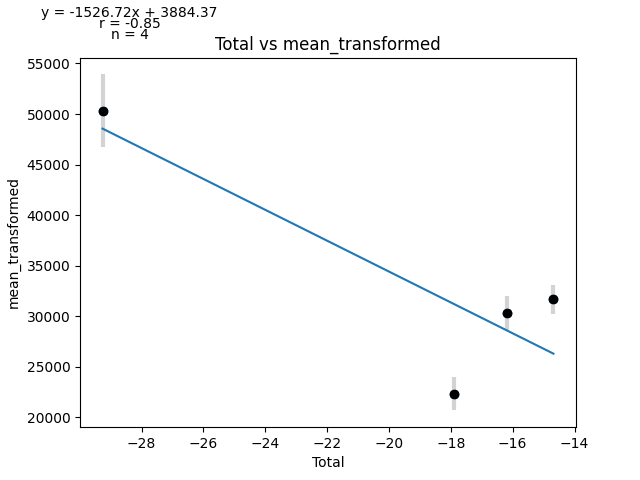 y = -1526.72x + 3884.37
r = -0.85
n = 4
Total vs mean_transformed
55000
50000
45000
40000
35000
30000
25000
20000
mean_transformed
−28
−26
−24
−22
−20
−18
−16
−14
Total